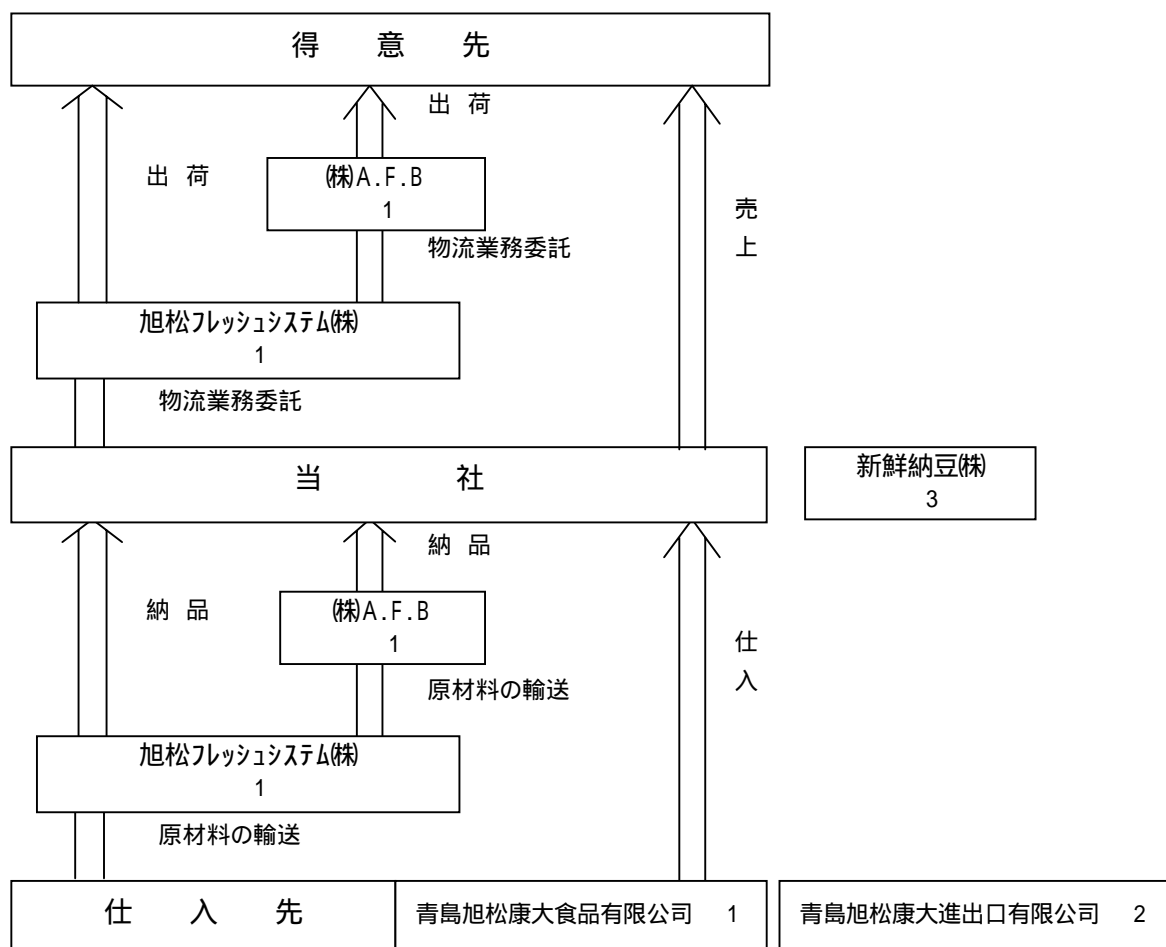 得 意 先
出 荷
出 荷
(株)A.F.B
1
売上
物流業務委託
旭松ﾌﾚｯｼｭｼｽﾃﾑ(株)
1
物流業務委託
当 社
新鮮納豆(株)
3
納 品
納 品
(株)A.F.B
1
仕入
原材料の輸送
旭松ﾌﾚｯｼｭｼｽﾃﾑ(株)
1
原材料の輸送
仕 入 先
青島旭松康大食品有限公司 1
青島旭松康大進出口有限公司 2